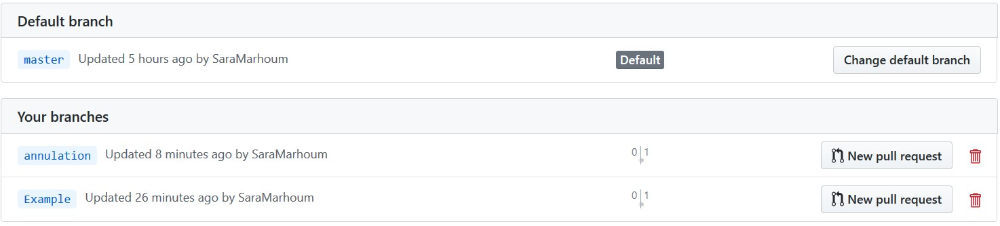 Default branch
master Updated 5 hours ago by SaraMarhoum Default Change default branch
Your branches
annulation Updated 8 minutes ago by SaraMarhoum 0 1 New pull request
Example Updated 26 minutes ago by SaraMarhoum 0 1 New pull request